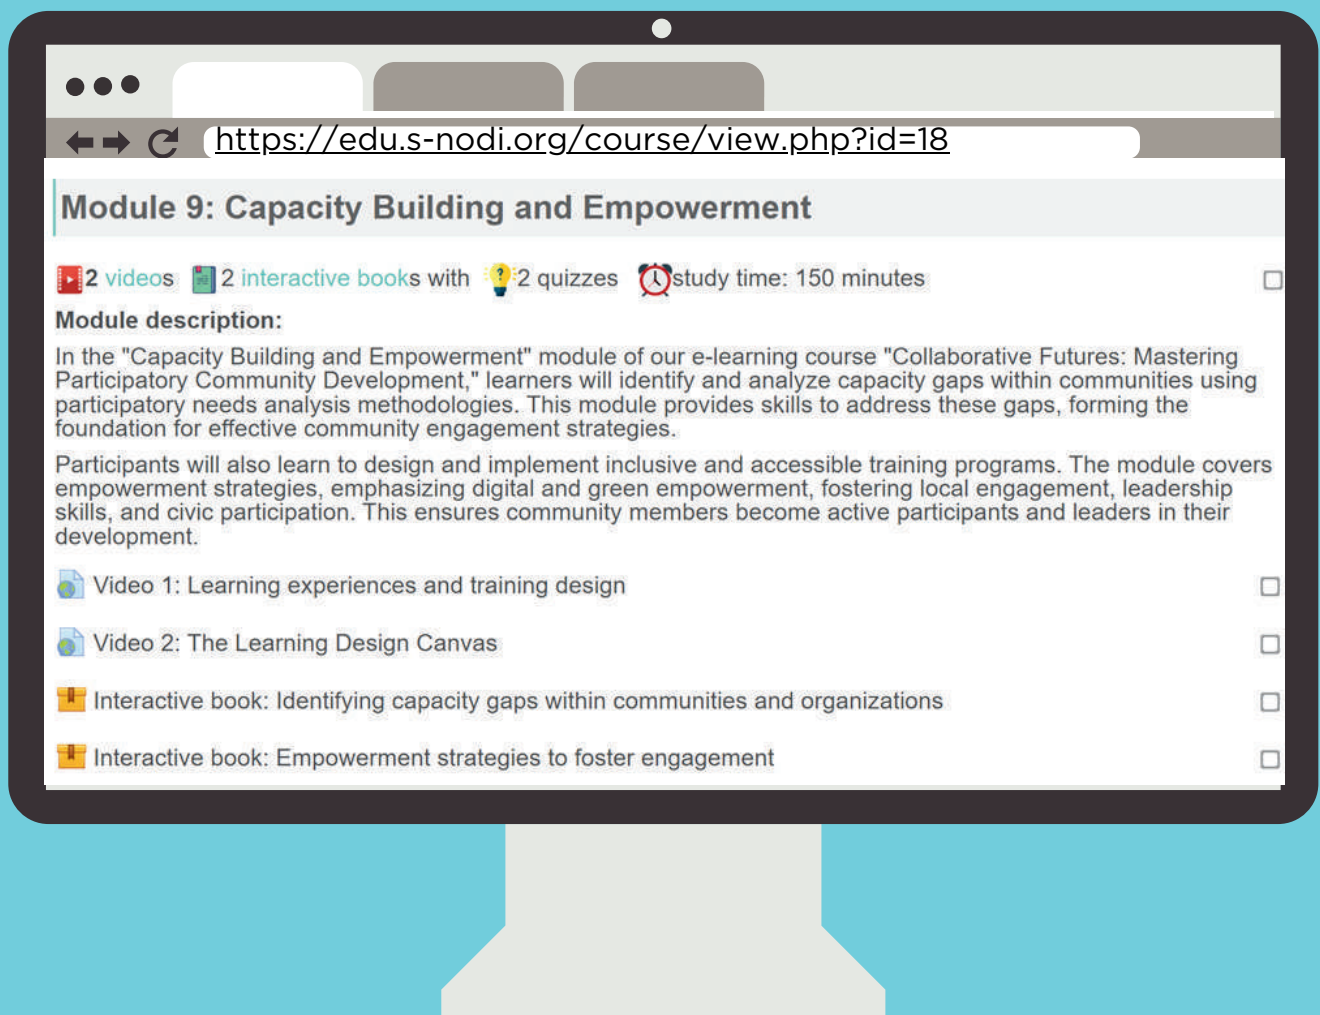 https://edu.s-nodi.org/course/view.php?id=18
Module 9: Capacity Building and Empowerment
2 videos 2 interactive books with 2 quizzes study time: 150 minutes
Module description:
In the "Capacity Building and Empowerment" module of our e-learning course "Collaborative Futures: Mastering
Participatory Community Development," learners will identify and analyze capacity gaps within communities using
participatory needs analysis methodologies. This module provides skills to address these gaps, forming the
foundation for effective community engagement strategies.
Participants will also learn to design and implement inclusive and accessible training programs. The module covers
empowerment strategies, emphasizing digital and green empowerment, fostering local engagement, leadership
skills, and civic participation. This ensures community members become active participants and leaders in their
development.
Video 1: Learning experiences and training design
Video 2: The Learning Design Canvas
Interactive book: Identifying capacity gaps within communities and organizations
Interactive book: Empowerment strategies to foster engagement